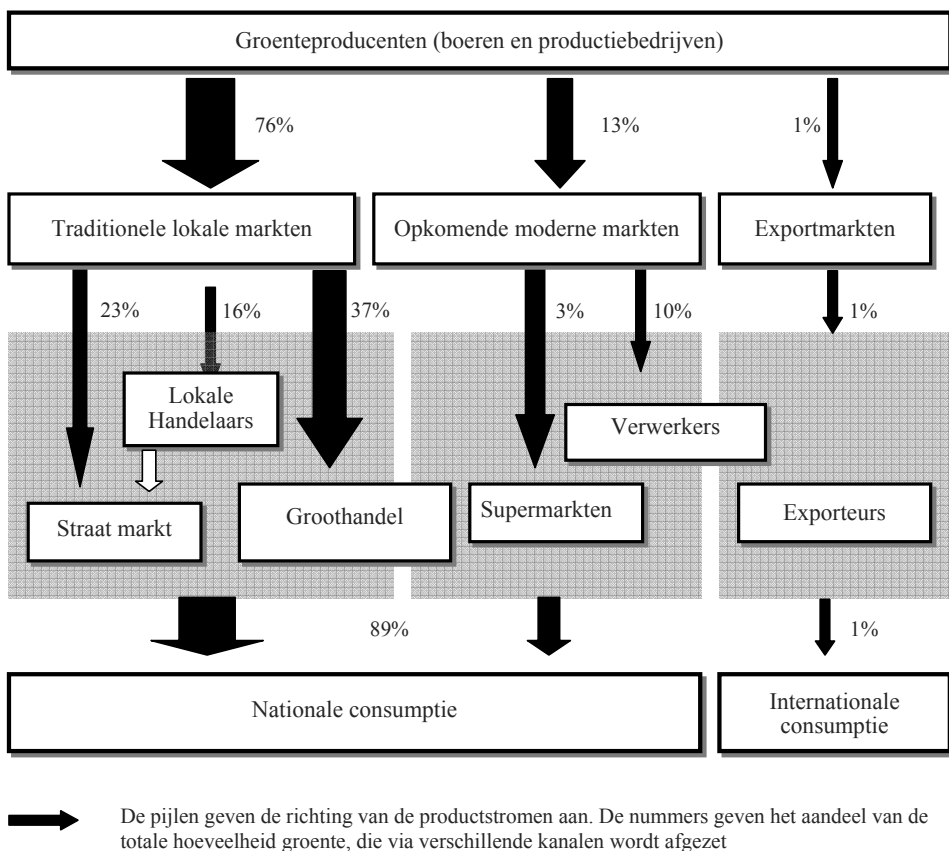 Groenteproducenten (boeren en productiebedrijven)
76%
13%
1%
Traditionele lokale markten
Opkomende moderne markten
Exportmarkten
23%
16%
37%
3%
10%
1%
Lokale
Handelaars
Verwerkers
Straat markt
Groothandel
Supermarkten
Exporteurs
89%
1%
Nationale consumptie
Internationale
consumptie
De pijlen geven de richting van de productstromen aan. De nummers geven het aandeel van de
totale hoeveelheid groente, die via verschillende kanalen wordt afgezet